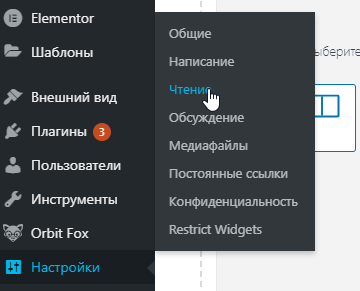 Elementor
Шаблоны
Внешний вид
Плагины 3
Пользователи
Инструменты
Orbit Fox
Настройки
Общие
Написание
Чтение
Обсуждение
Медиафайлы
Постоянные ссылки
Конфиденциальность
Restrict Widgets
ыберите